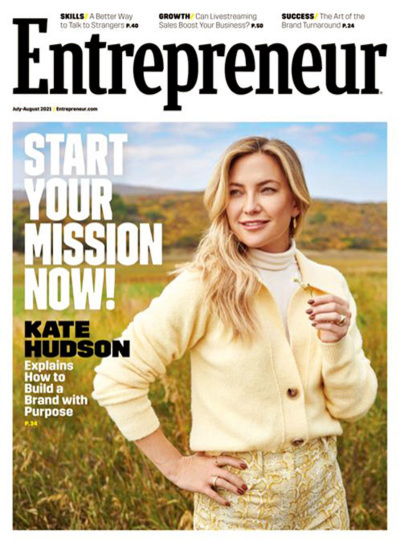 SKILLS / A Better Way
to Talk to Strangers P.40
GROWTH / Can Livestreaming
Sales Boost Your Business? P.50
SUCCESS / The Art of the
Brand Turnaround P.24
Entrepreneur
July-August 2021 / Entrepreneur.com
START
YOUR
MISSION
NOW!
KATE
HUDSON
Explains
How to
Build a
Brand with
Purpose
P.34